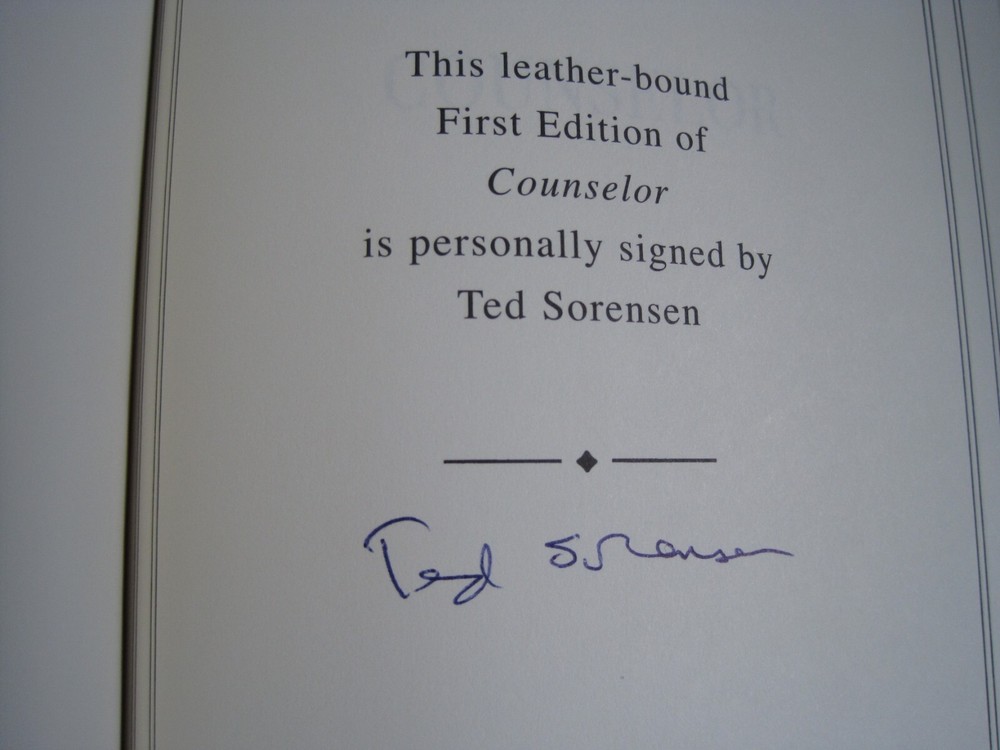 This leather-bound
First Edition of
Counselor
is personally signed by
Ted Sorensen
Ted Sorensen